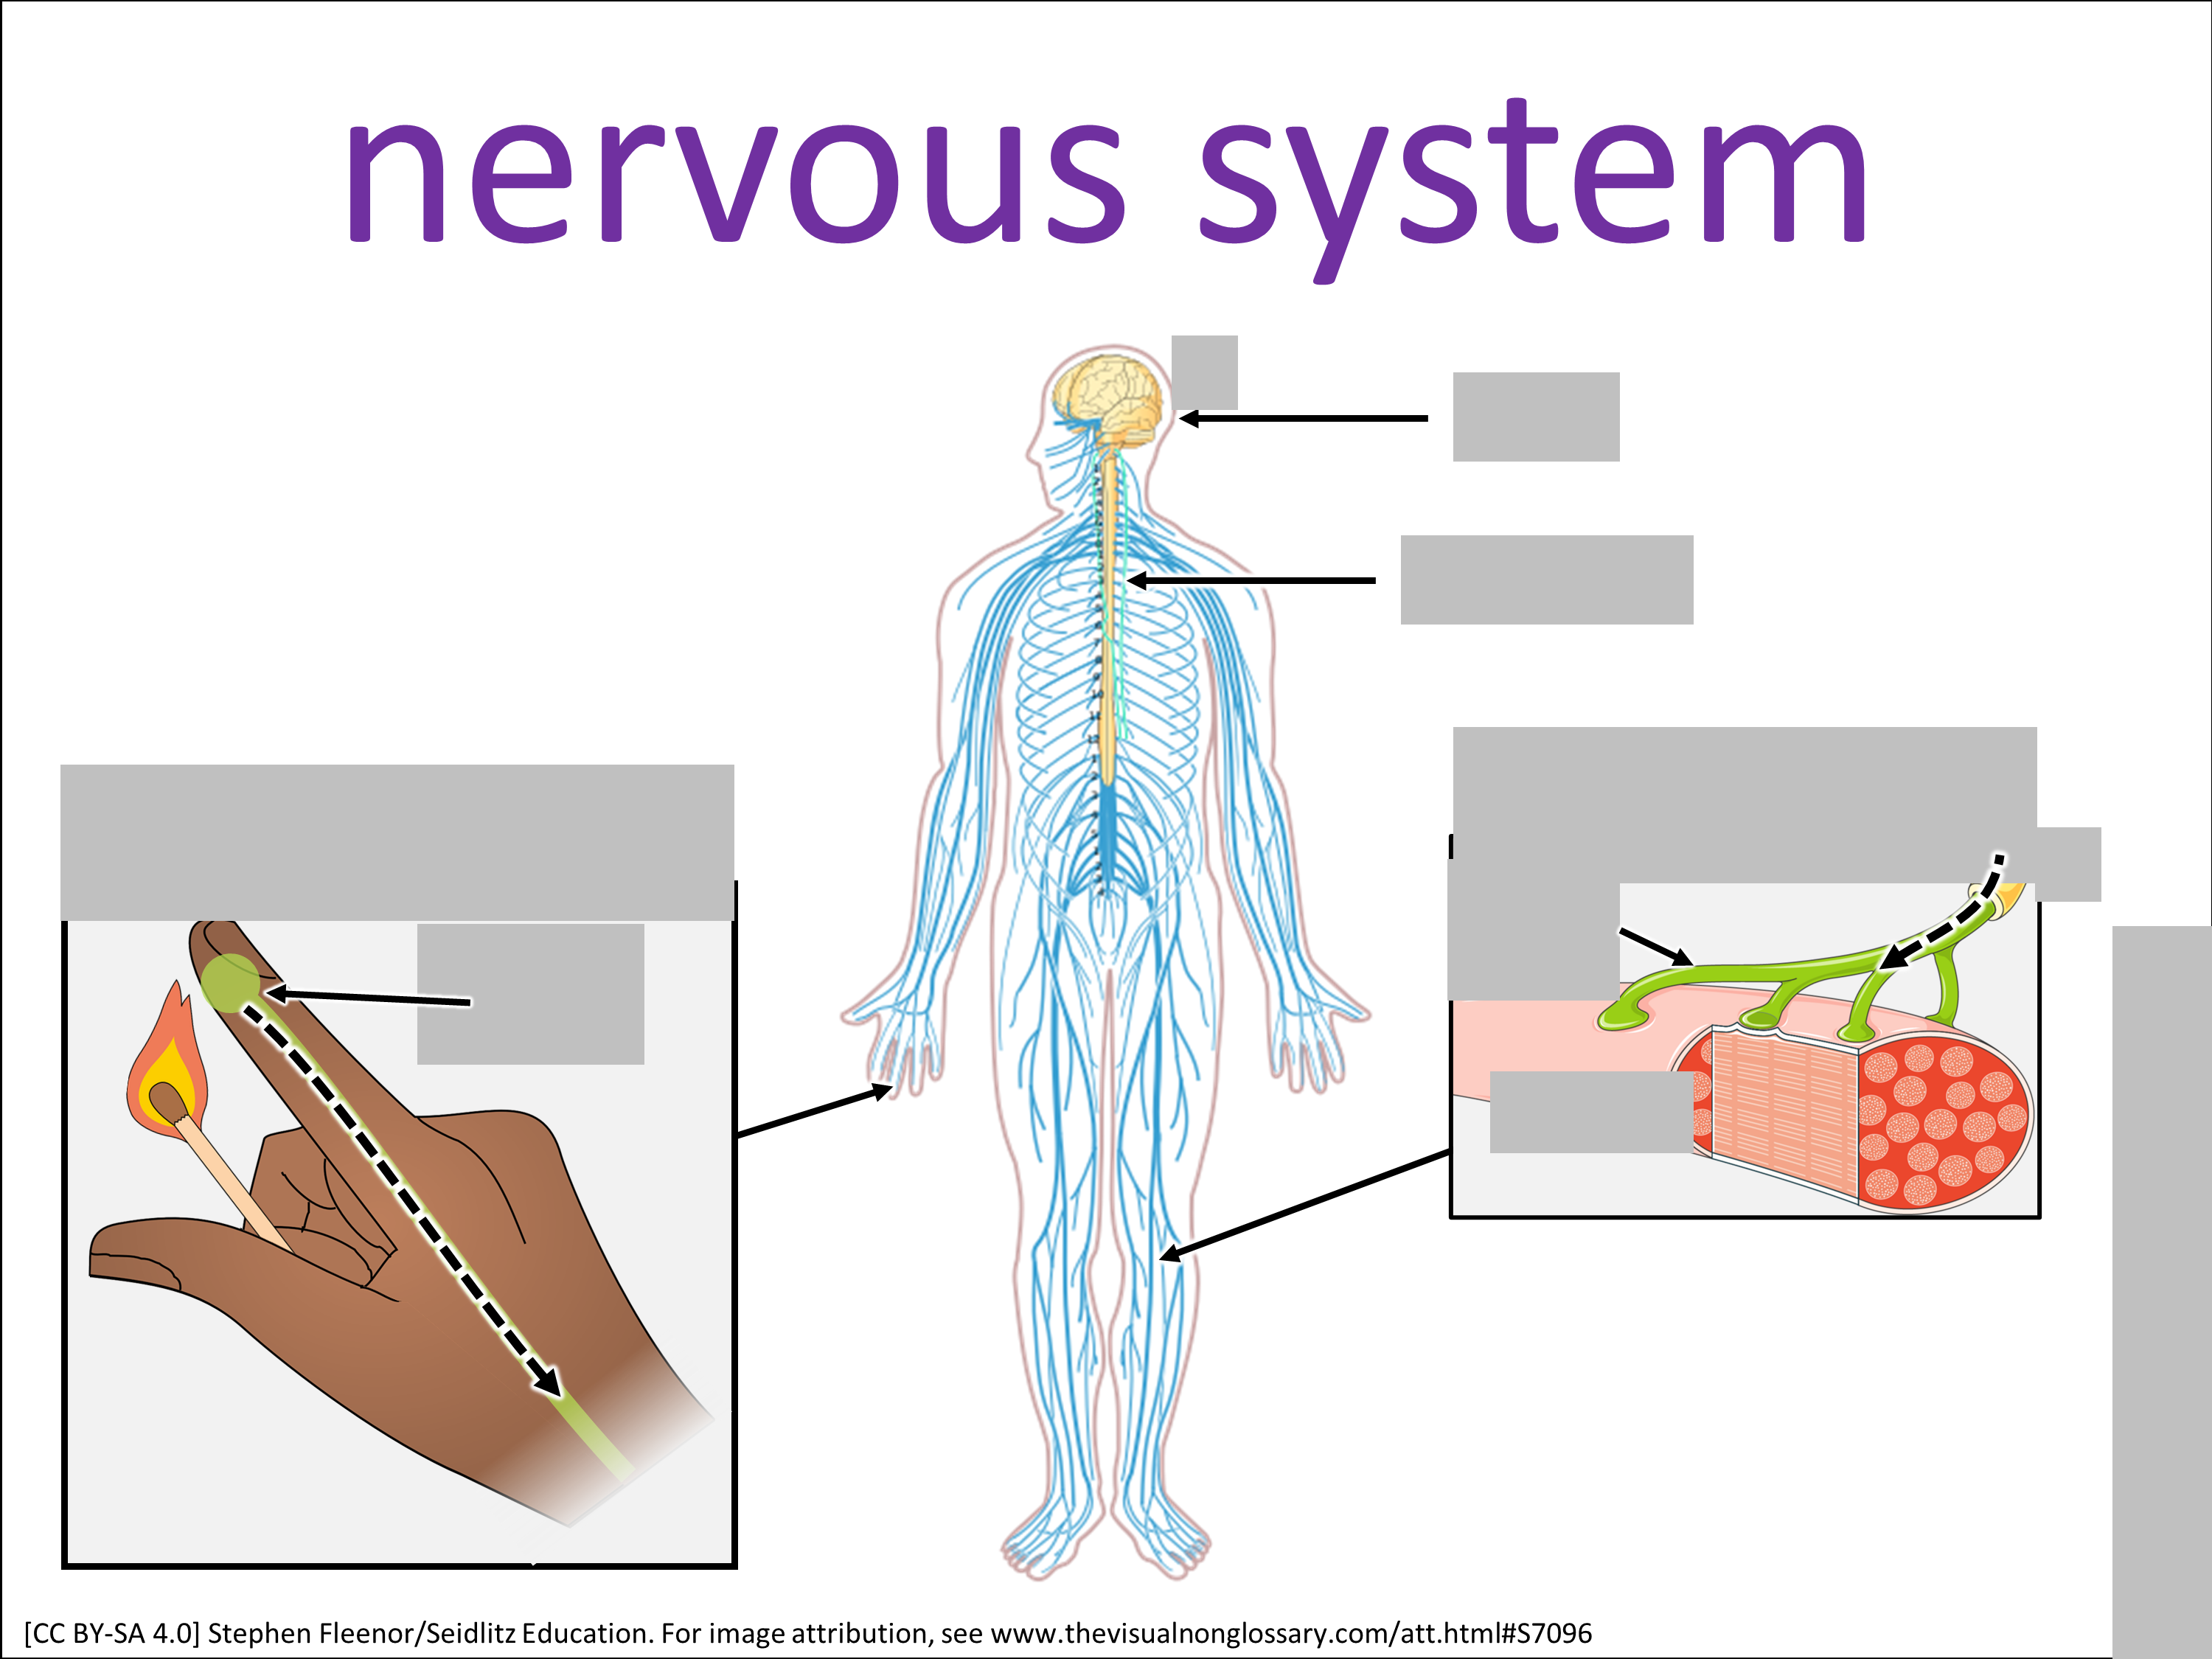 nervous system
[CC BY-SA 4.0] Stephen Fleenor/Seidlitz Education. For image attribution, see www.thevisualnonglossary.com/att.html#S7096